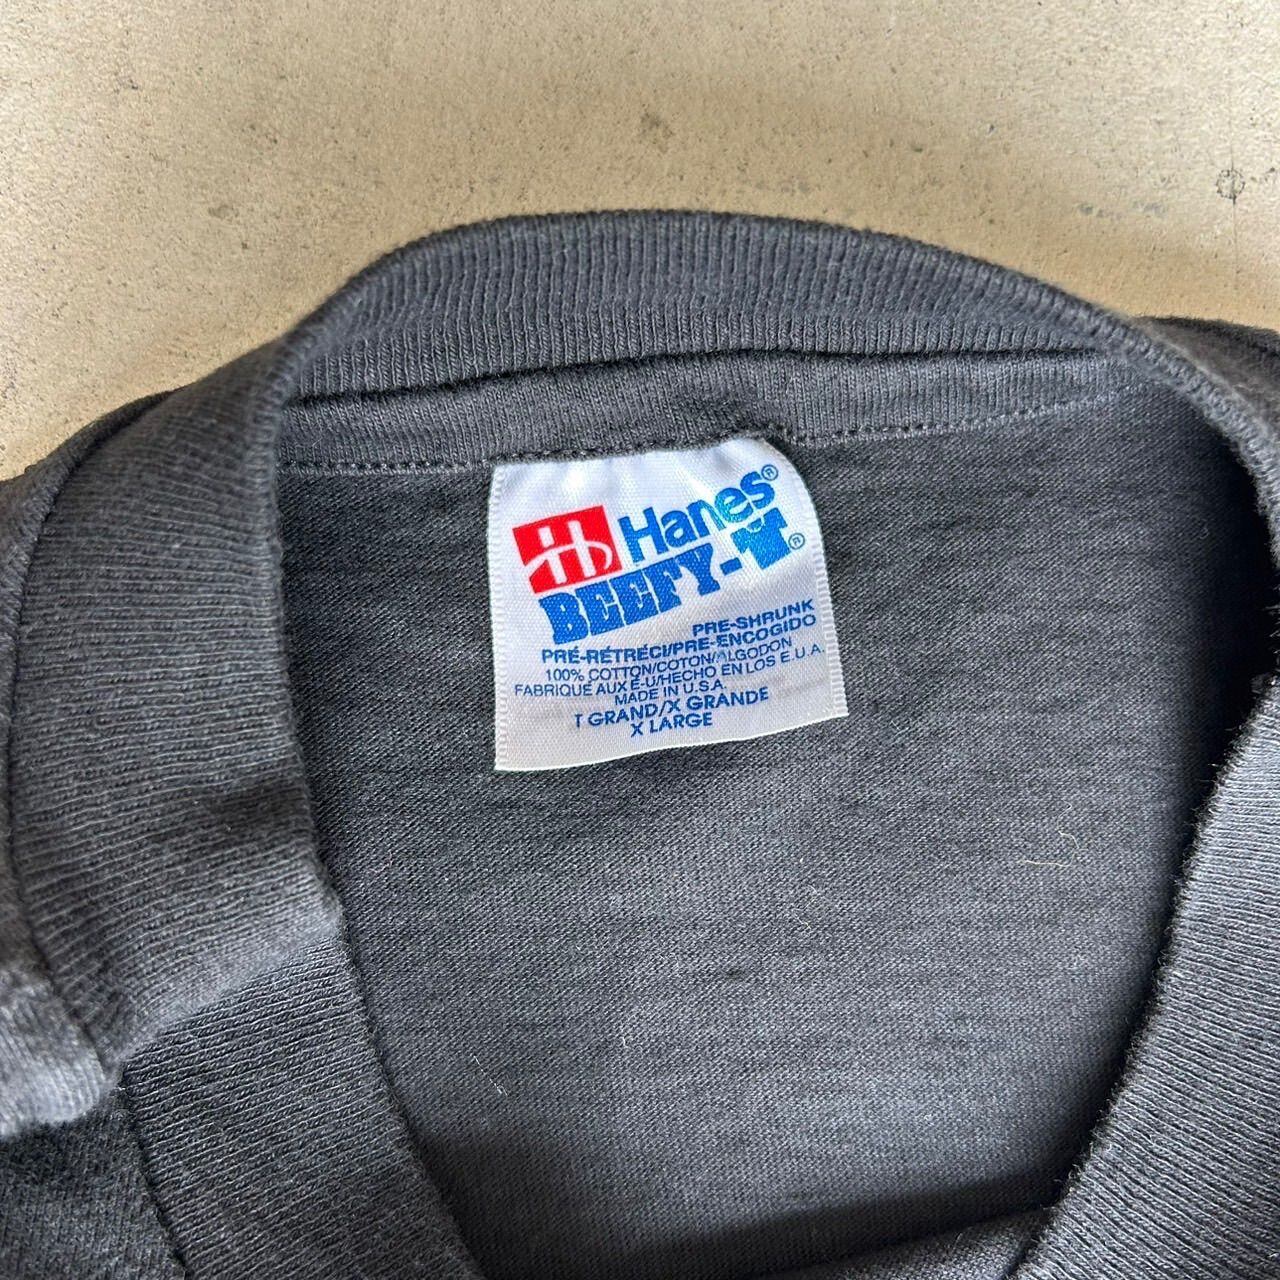 Hanes®
BEEFY-T®
PRE-SHRUNK
PRÉ-RÉTRÉCI/PRE-ENCOGIDO
100% COTTON/COTON/ALGODON
FABRIQUÉ AUX É-U/HECHO EN LOS E.U.A.
MADE IN U.S.A.
T GRAND/X GRANDE
X LARGE